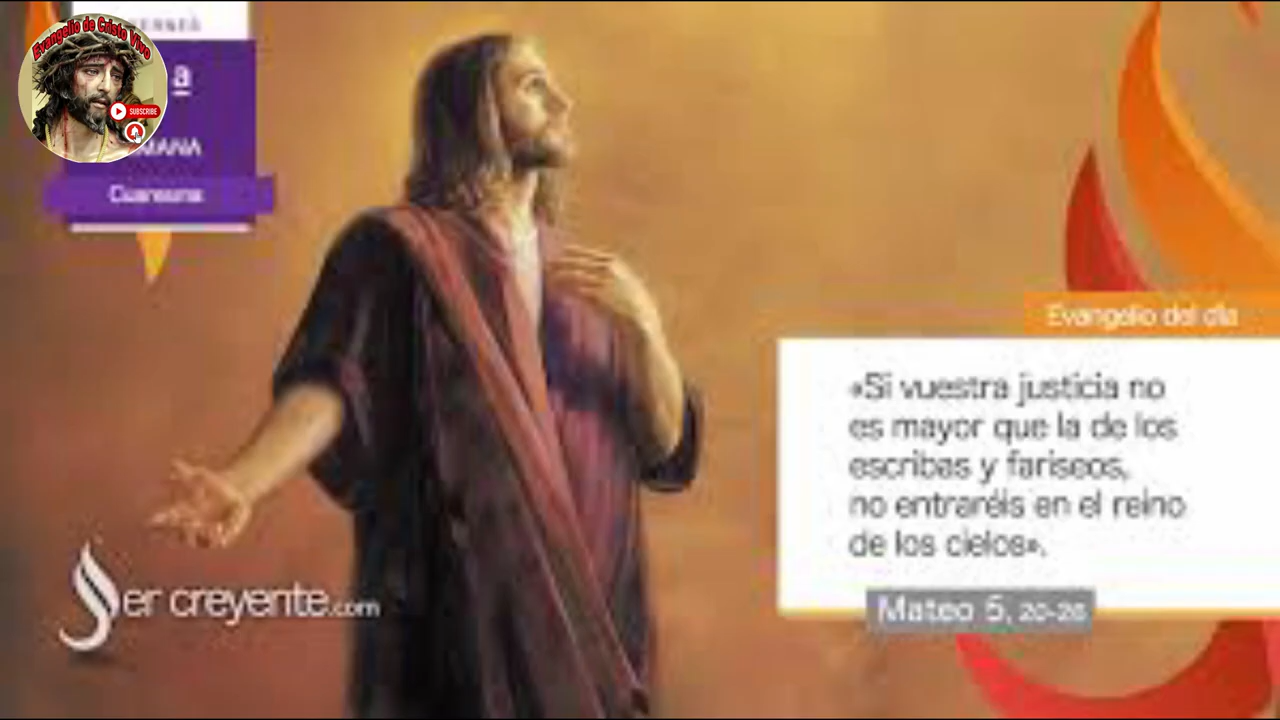 Evangelio de Cristo Vivo
SUBSCRIBE
ª
Cuaresma
Evangelio del día
«Si vuestra justicia no
es mayor que la de los
escribas y fariseos,
no entraréis en el reino
de los cielos».
Mateo 5, 20-26
Ser creyente.com